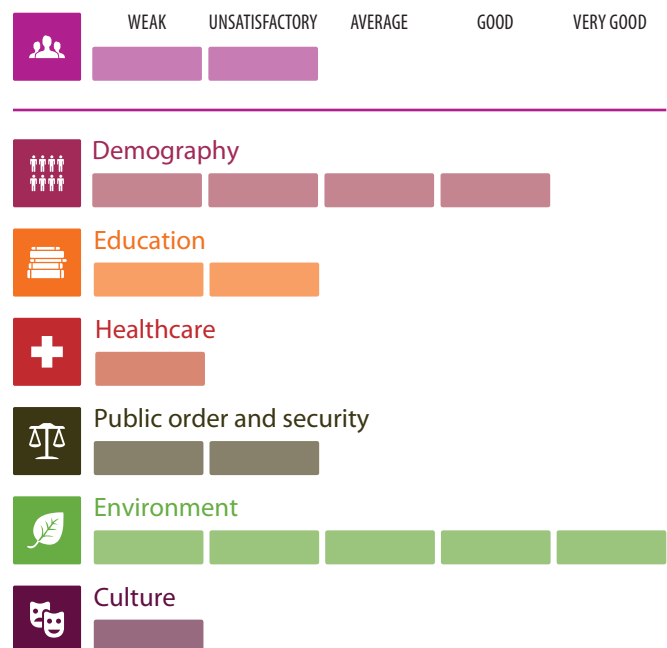 WEAK UNSATISFACTORY AVERAGE GOOD VERY GOOD
Demography
Education
Healthcare
Public order and security
Environment
Culture